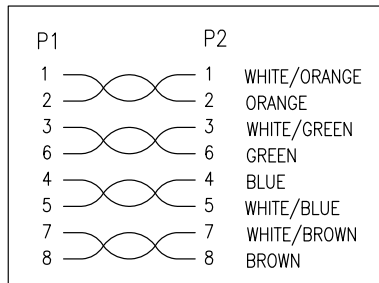 P1 P2
1 1 WHITE/ORANGE
2 2 ORANGE
3 3 WHITE/GREEN
6 6 GREEN
4 4 BLUE
5 5 WHITE/BLUE
7 7 WHITE/BROWN
8 8 BROWN